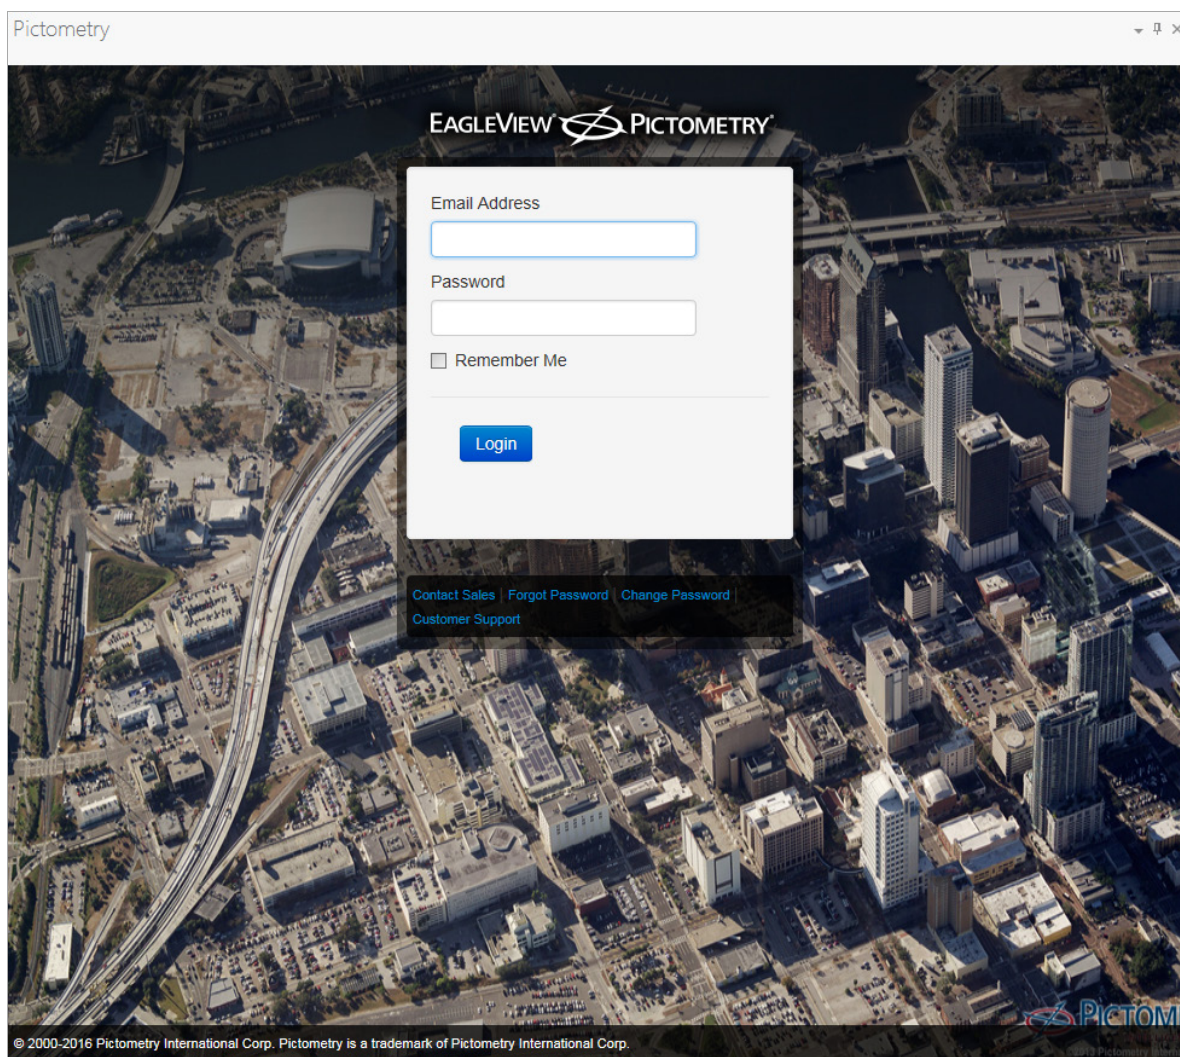 Pictometry
EAGLEVIEW® PICTOMETRY®
Email Address
Password
Remember Me
Login
Contact Sales | Forgot Password | Change Password |
Customer Support
PICTOM
© 2000-2016 Pictometry International Corp. Pictometry is a trademark of Pictometry International Corp.